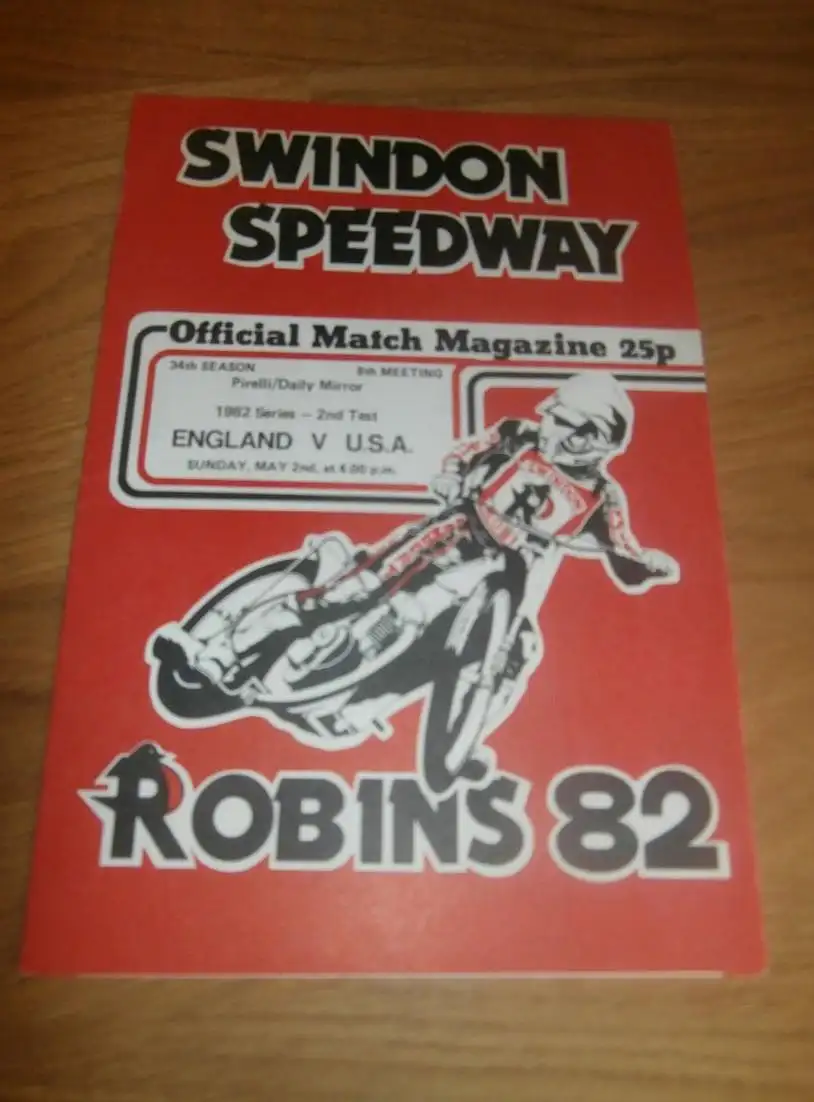 SWINDON
SPEEDWAY
Official Match Magazine 25p
34th SEASON 8th MEETING
Pirelli/Daily Mirror
1982 Series – 2nd Test
ENGLAND V U.S.A.
SUNDAY, MAY 2nd, at 6.00 p.m.
SWINDON
R
ROBINS 82